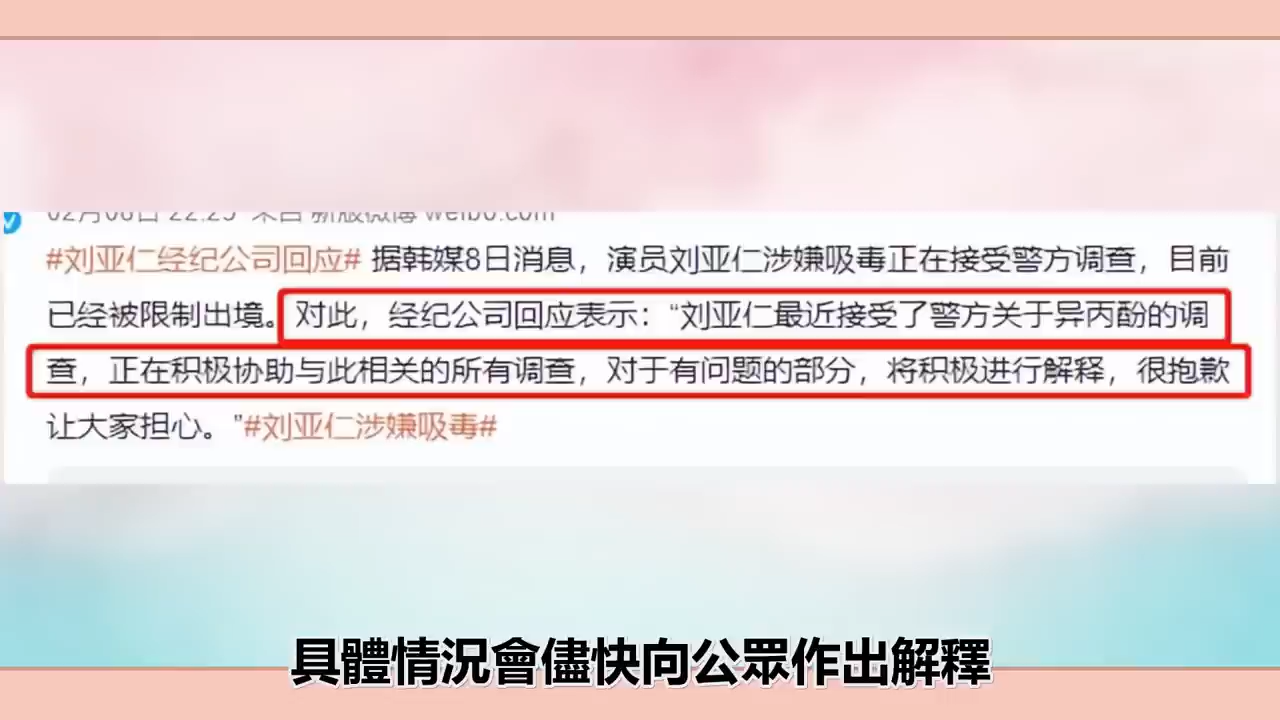 #刘亚仁经纪公司回应# 据韩媒8日消息，演员刘亚仁涉嫌吸毒正在接受警方调查，目前
已经被限制出境。对此，经纪公司回应表示：“刘亚仁最近接受了警方关于异丙酚的调
查，正在积极协助与此相关的所有调查，对于有问题的部分，将积极进行解释，很抱歉
让大家担心。”#刘亚仁涉嫌吸毒#
具體情況會儘快向公眾作出解釋